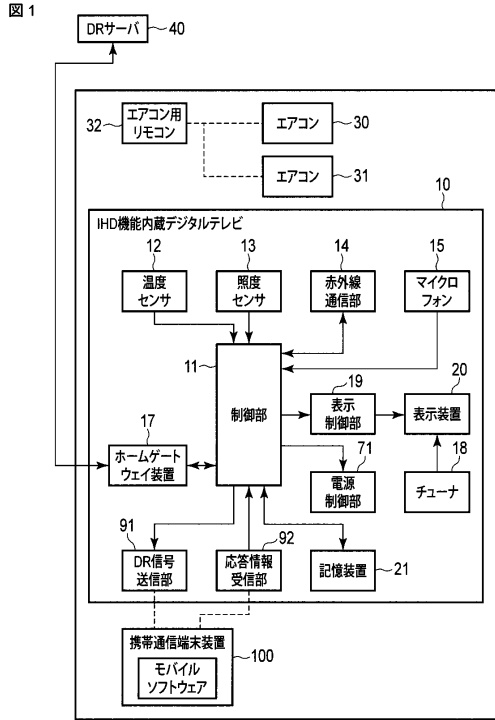 図1
DRサーバ
40
エアコン用
リモコン
32
エアコン
30
エアコン
31
10
IHD機能内蔵デジタルテレビ
12
13
14
15
温度
センサ
照度
センサ
赤外線
通信部
マイクロ
フォン
11
制御部
19
20
表示
制御部
表示装置
17
ホームゲート
ウェイ装置
71
18
電源
制御部
チューナ
91
92
DR信号
送信部
応答情報
受信部
記憶装置
21
携帯通信端末装置
100
モバイル
ソフトウェア